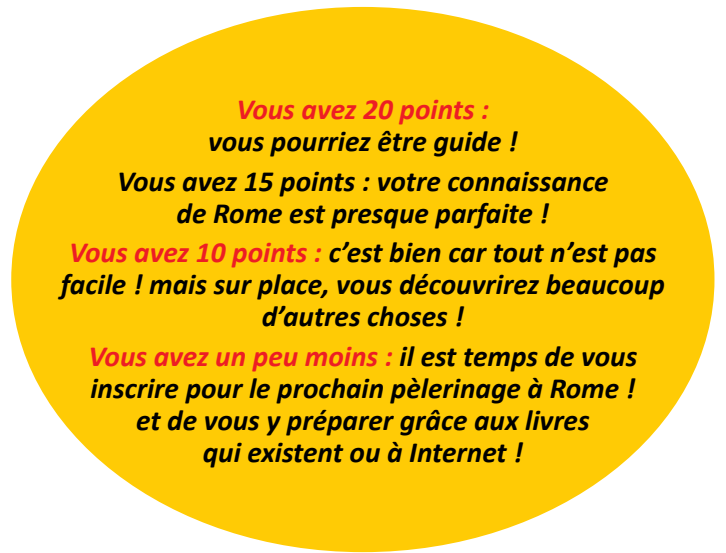 Vous avez 20 points :
vous pourriez être guide !
Vous avez 15 points : votre connaissance
de Rome est presque parfaite !
Vous avez 10 points : c’est bien car tout n’est pas
facile ! mais sur place, vous découvrirez beaucoup
d’autres choses !
Vous avez un peu moins : il est temps de vous
inscrire pour le prochain pèlerinage à Rome !
et de vous y préparer grâce aux livres
qui existent ou à Internet !